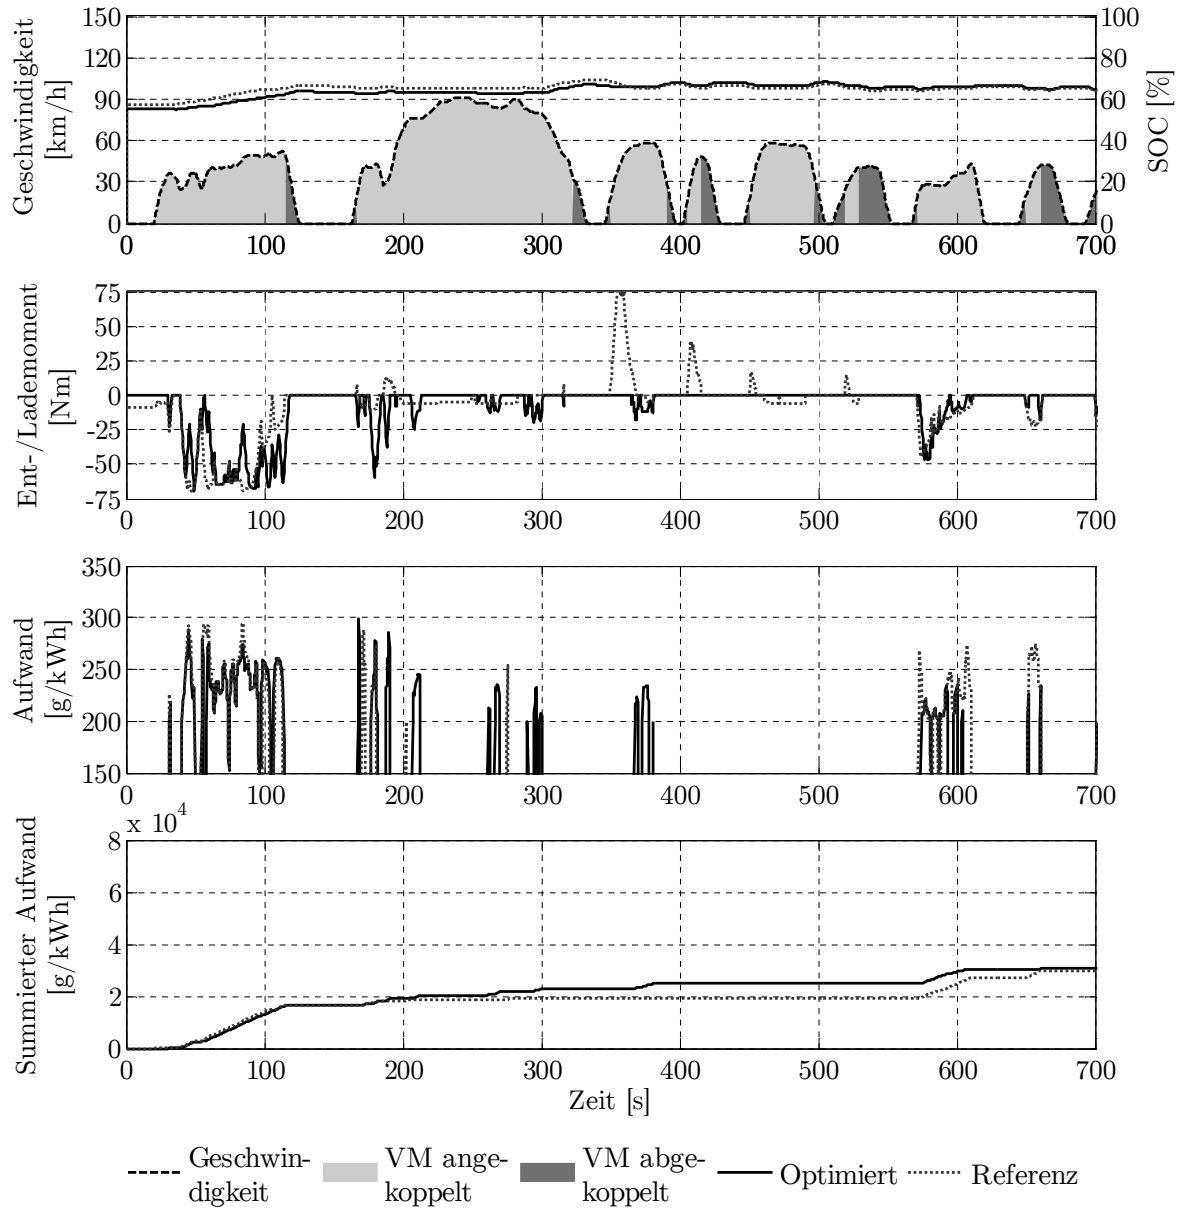 Geschwindigkeit
[km/h]
150
120
90
60
30
0
100
80
60
40
20
0
SOC [%]
0 100 200 300 400 500 600 700
Ent-/Lademoment
[Nm]
75
50
25
0
-25
-50
-75
0 100 200 300 400 500 600 700
Aufwand
[g/kWh]
350
300
250
200
150
0 100 200 300 400 500 600 700
Summierter Aufwand
[g/kWh]
x 10^4
8
6
4
2
0
0 100 200 300 400 500 600 700
Zeit [s]
Geschwin-
digkeit
VM ange-
koppelt
VM abge-
koppelt
Optimiert
Referenz